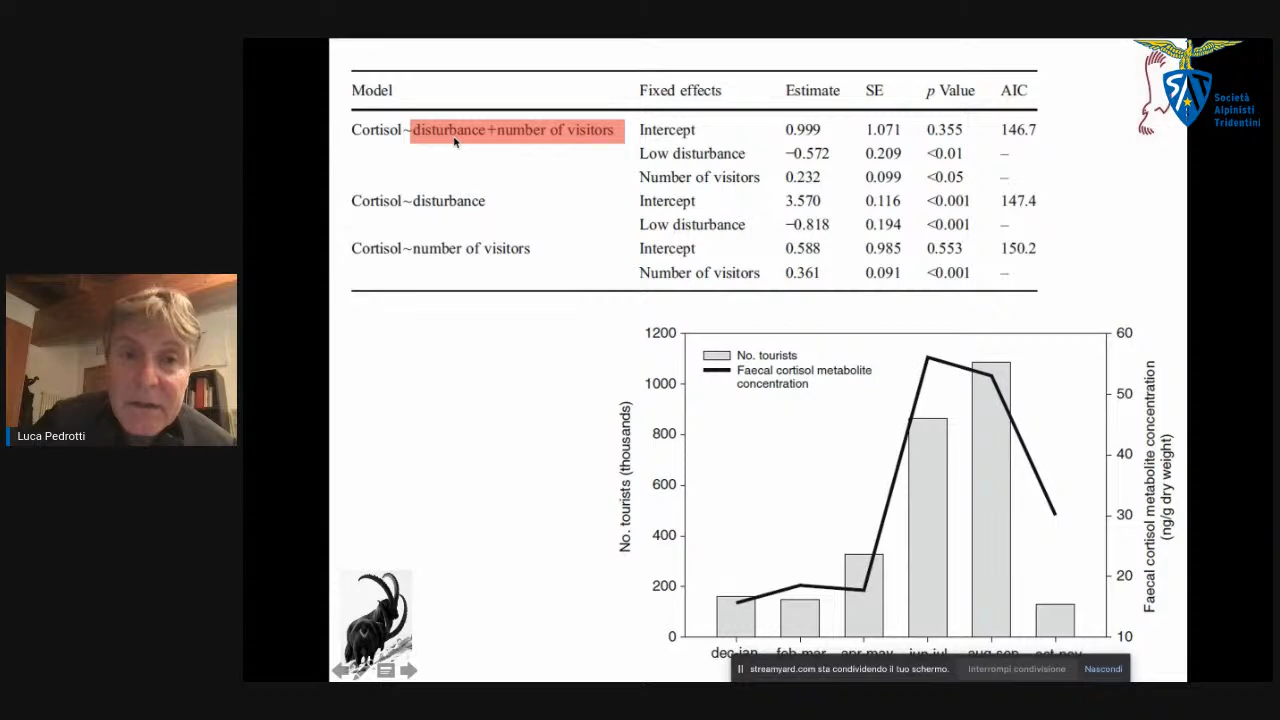 Model Fixed effects Estimate SE p Value AIC
Cortisol~disturbance+number of visitors Intercept 0.999 1.071 0.355 146.7
Low disturbance −0.572 0.209 <0.01 –
Number of visitors 0.232 0.099 <0.05 –
Cortisol~disturbance Intercept 3.570 0.116 <0.001 147.4
Low disturbance −0.818 0.194 <0.001 –
Cortisol~number of visitors Intercept 0.588 0.985 0.553 150.2
Number of visitors 0.361 0.091 <0.001 –
SAT
Società
Alpinisti
Tridentini
Luca Pedrotti
No. tourists
Faecal cortisol metabolite
concentration
No. tourists (thousands)
1200
1000
800
600
400
200
0
60
50
40
30
20
10
Faecal cortisol metabolite concentration
(ng/g dry weight)
dec-jan feb-mar apr-may jun-jul aug-sep oct-nov
streamyard.com sta condividendo il tuo schermo. Interrompi condivisione Nascondi